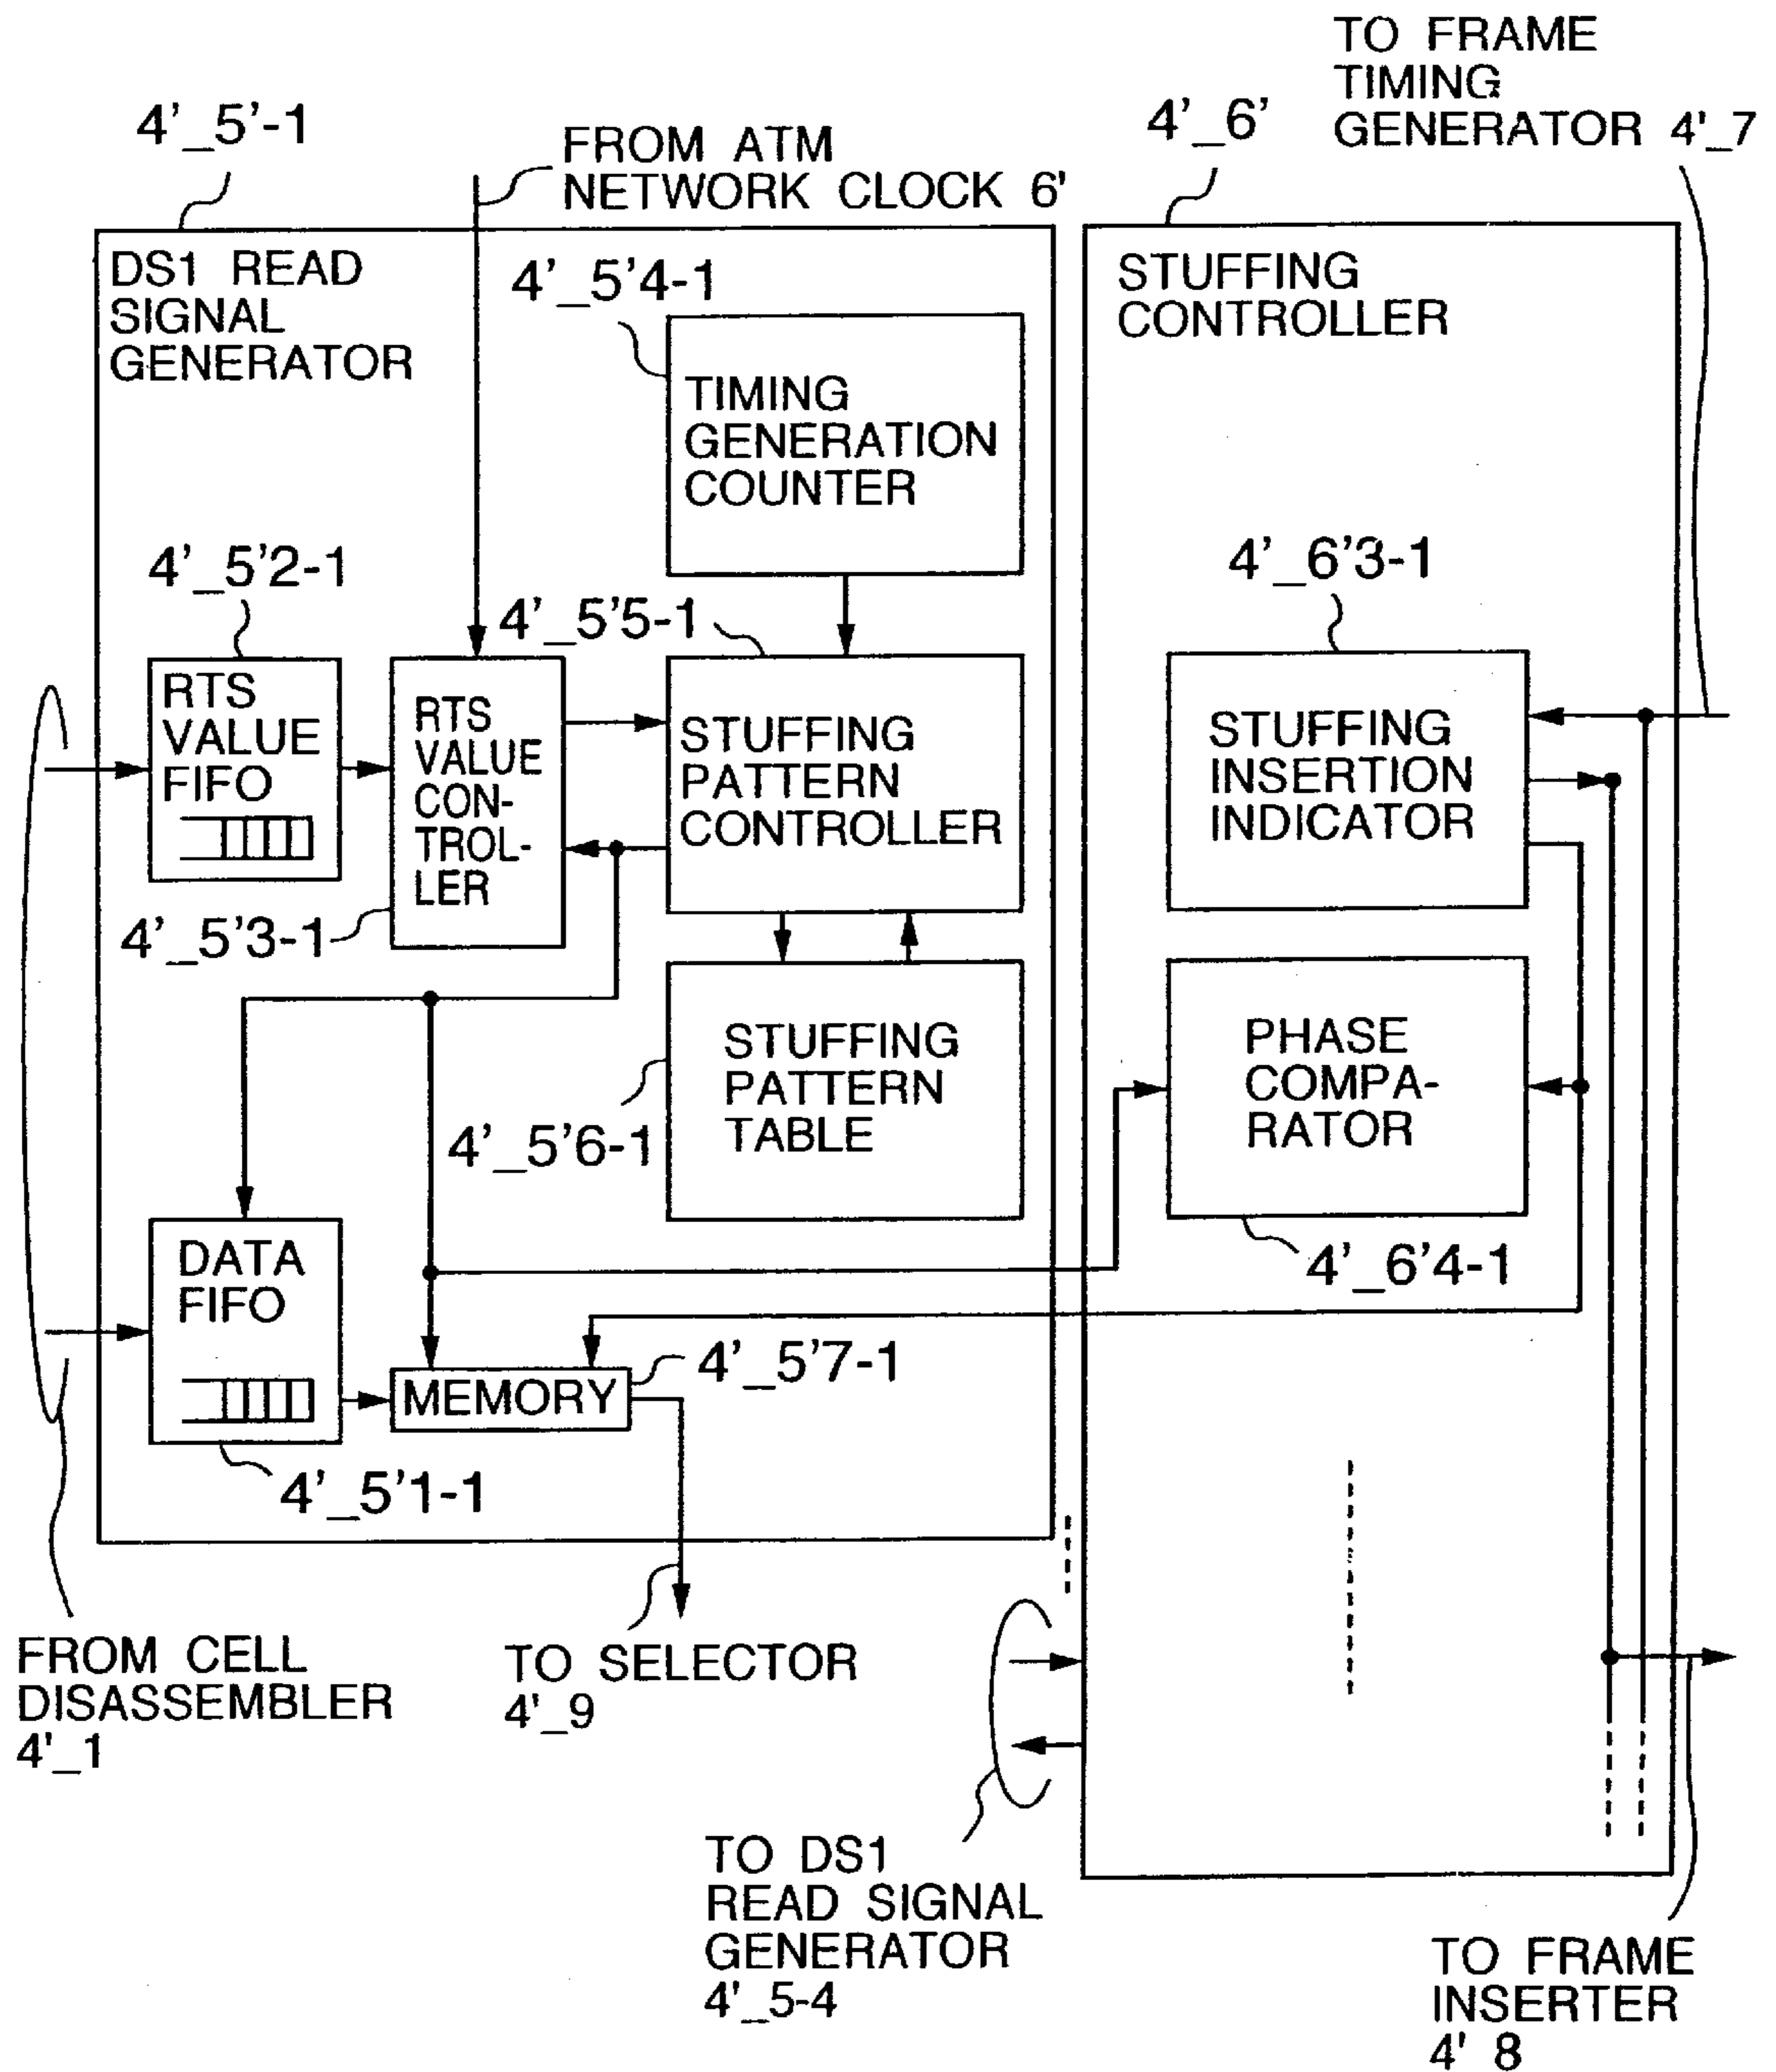 TO FRAME
TIMING
GENERATOR 4'_7
4'_5'-1
4'_6'
FROM ATM
NETWORK CLOCK 6'
DS1 READ
SIGNAL
GENERATOR
4'_5'4-1
STUFFING
CONTROLLER
TIMING
GENERATION
COUNTER
4'_5'2-1
4'_6'3-1
4'_5'5-1
RTS
VALUE
FIFO
RTS
VALUE
CON-
TROL-
LER
STUFFING
PATTERN
CONTROLLER
STUFFING
INSERTION
INDICATOR
4'_5'3-1
STUFFING
PATTERN
TABLE
PHASE
COMPA-
RATOR
4'_5'6-1
DATA
FIFO
4'_6'4-1
4'_5'7-1
MEMORY
4'_5'1-1
FROM CELL
DISASSEMBLER
4'_1
TO SELECTOR
4'_9
TO DS1
READ SIGNAL
GENERATOR
4'_5-4
TO FRAME
INSERTER
4' 8